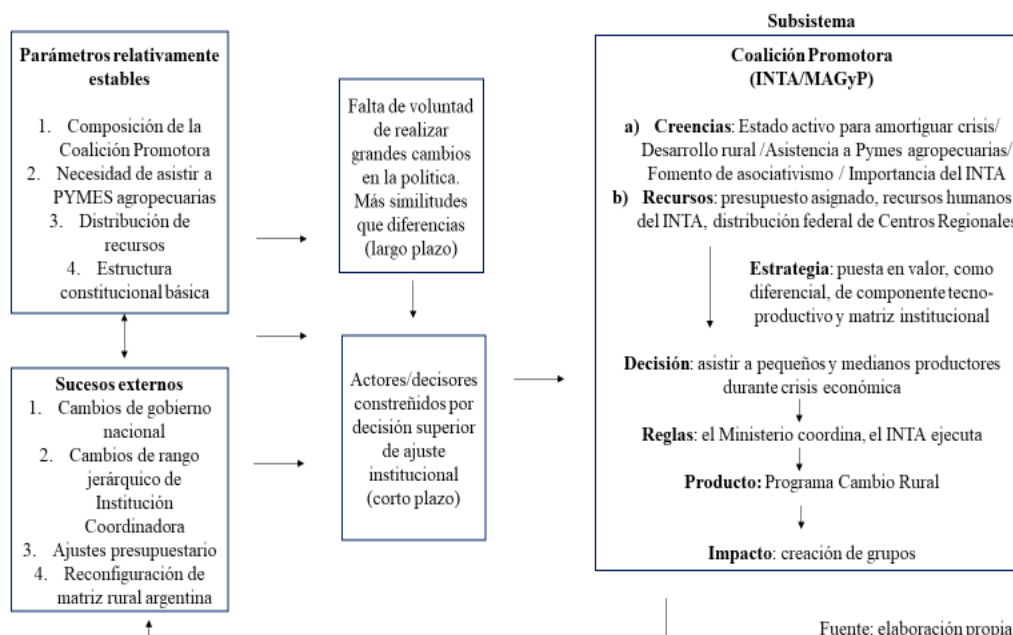 Parámetros relativamente
estables
1. Composición de la
Coalición Promotora
2. Necesidad de asistir a
PYMES agropecuarias
3. Distribución de
recursos
4. Estructura
constitucional básica
Sucesos externos
1. Cambios de gobierno
nacional
2. Cambios de rango
jerárquico de
Institución
Coordinadora
3. Ajustes presupuestario
4. Reconfiguración de
matriz rural argentina
Falta de voluntad
de realizar
grandes cambios
en la política.
Más similitudes
que diferencias
(largo plazo)
Actores/decisores
constreñidos por
decisión superior
de ajuste
institucional
(corto plazo)
Subsistema
Coalición Promotora
(INTA/MAGyP)
a) Creencias: Estado activo para amortiguar crisis/
Desarrollo rural /Asistencia a Pymes agropecuarias/
Fomento de asociativismo / Importancia del INTA
b) Recursos: presupuesto asignado, recursos humanos
del INTA, distribución federal de Centros Regionales
Estrategia: puesta en valor, como
diferencial, de componente tecno-
productivo y matriz institucional
Decisión: asistir a pequeños y medianos productores
durante crisis económica
Reglas: el Ministerio coordina, el INTA ejecuta
Producto: Programa Cambio Rural
Impacto: creación de grupos
Fuente: elaboración propia